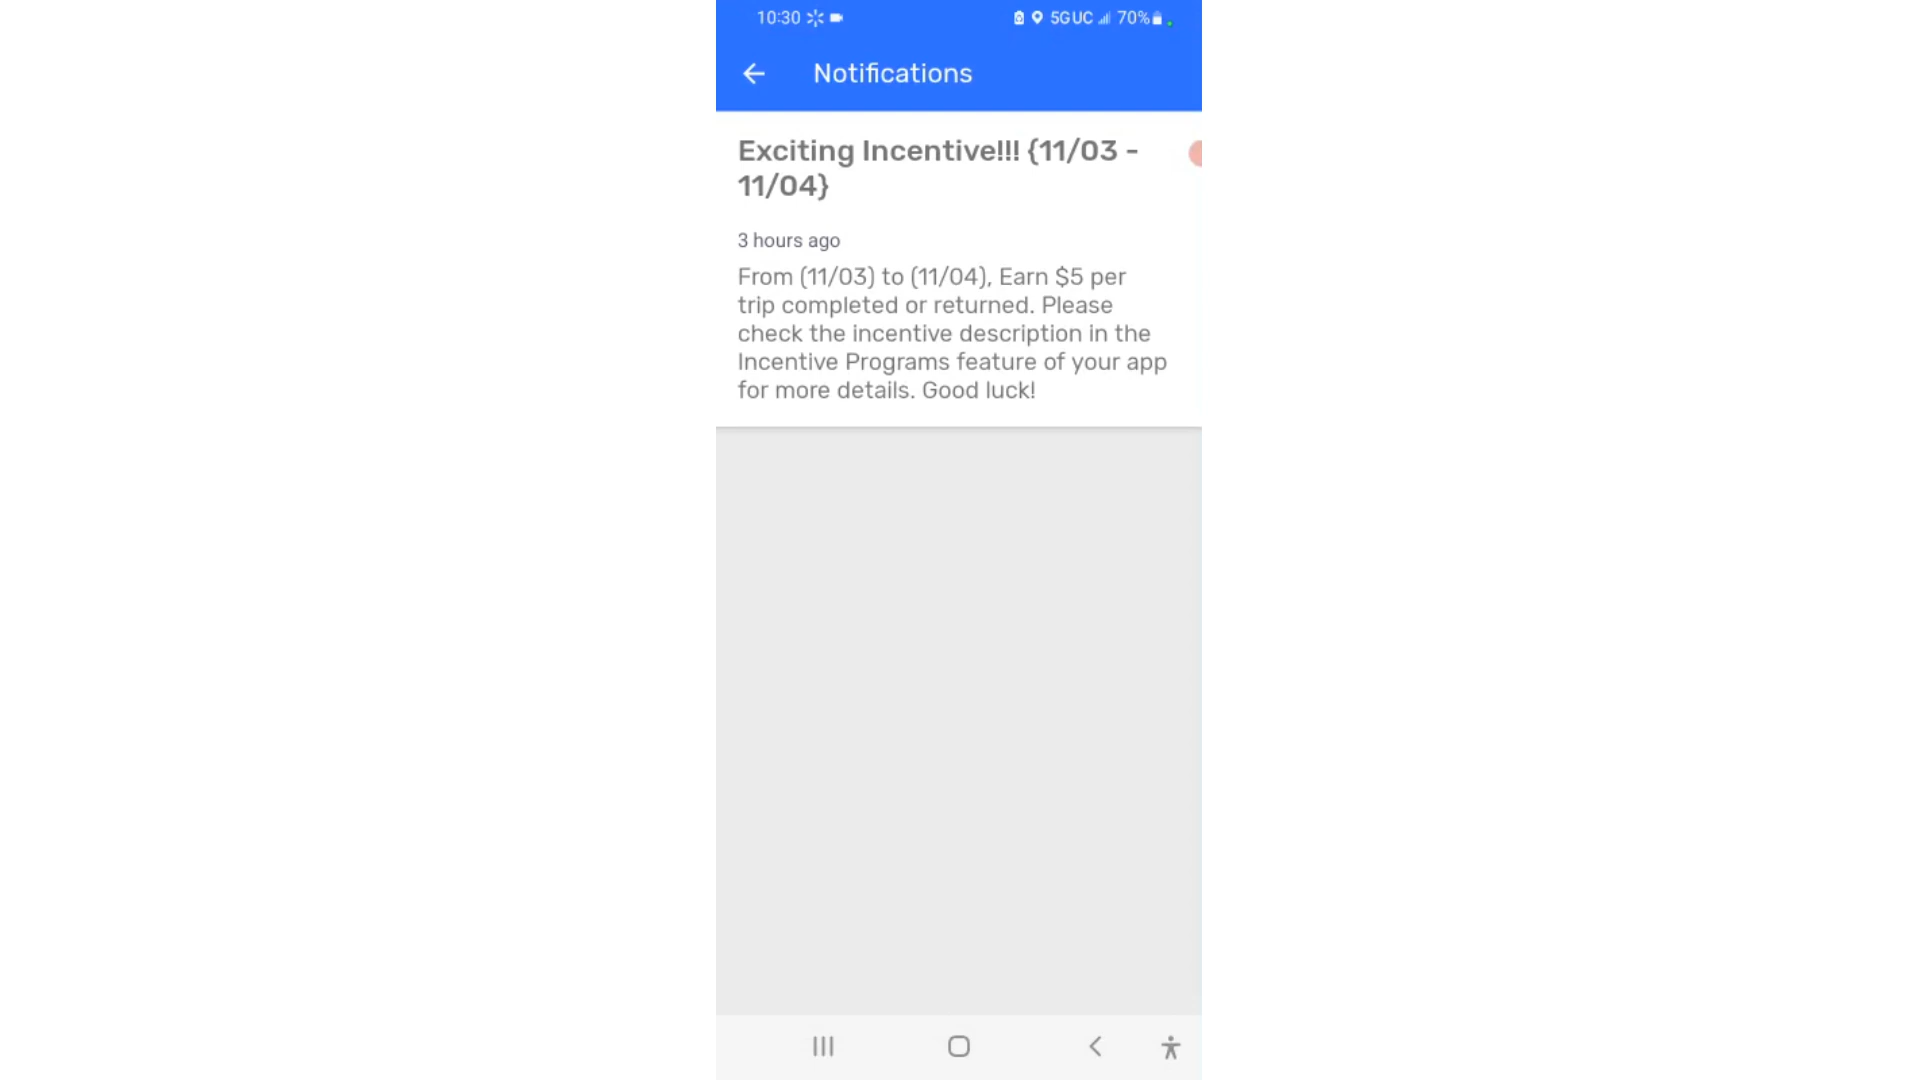 10:30 5GUC 70%
Notifications
Exciting Incentive!!! {11/03 -
11/04}
3 hours ago
From (11/03) to (11/04), Earn $5 per
trip completed or returned. Please
check the incentive description in the
Incentive Programs feature of your app
for more details. Good luck!